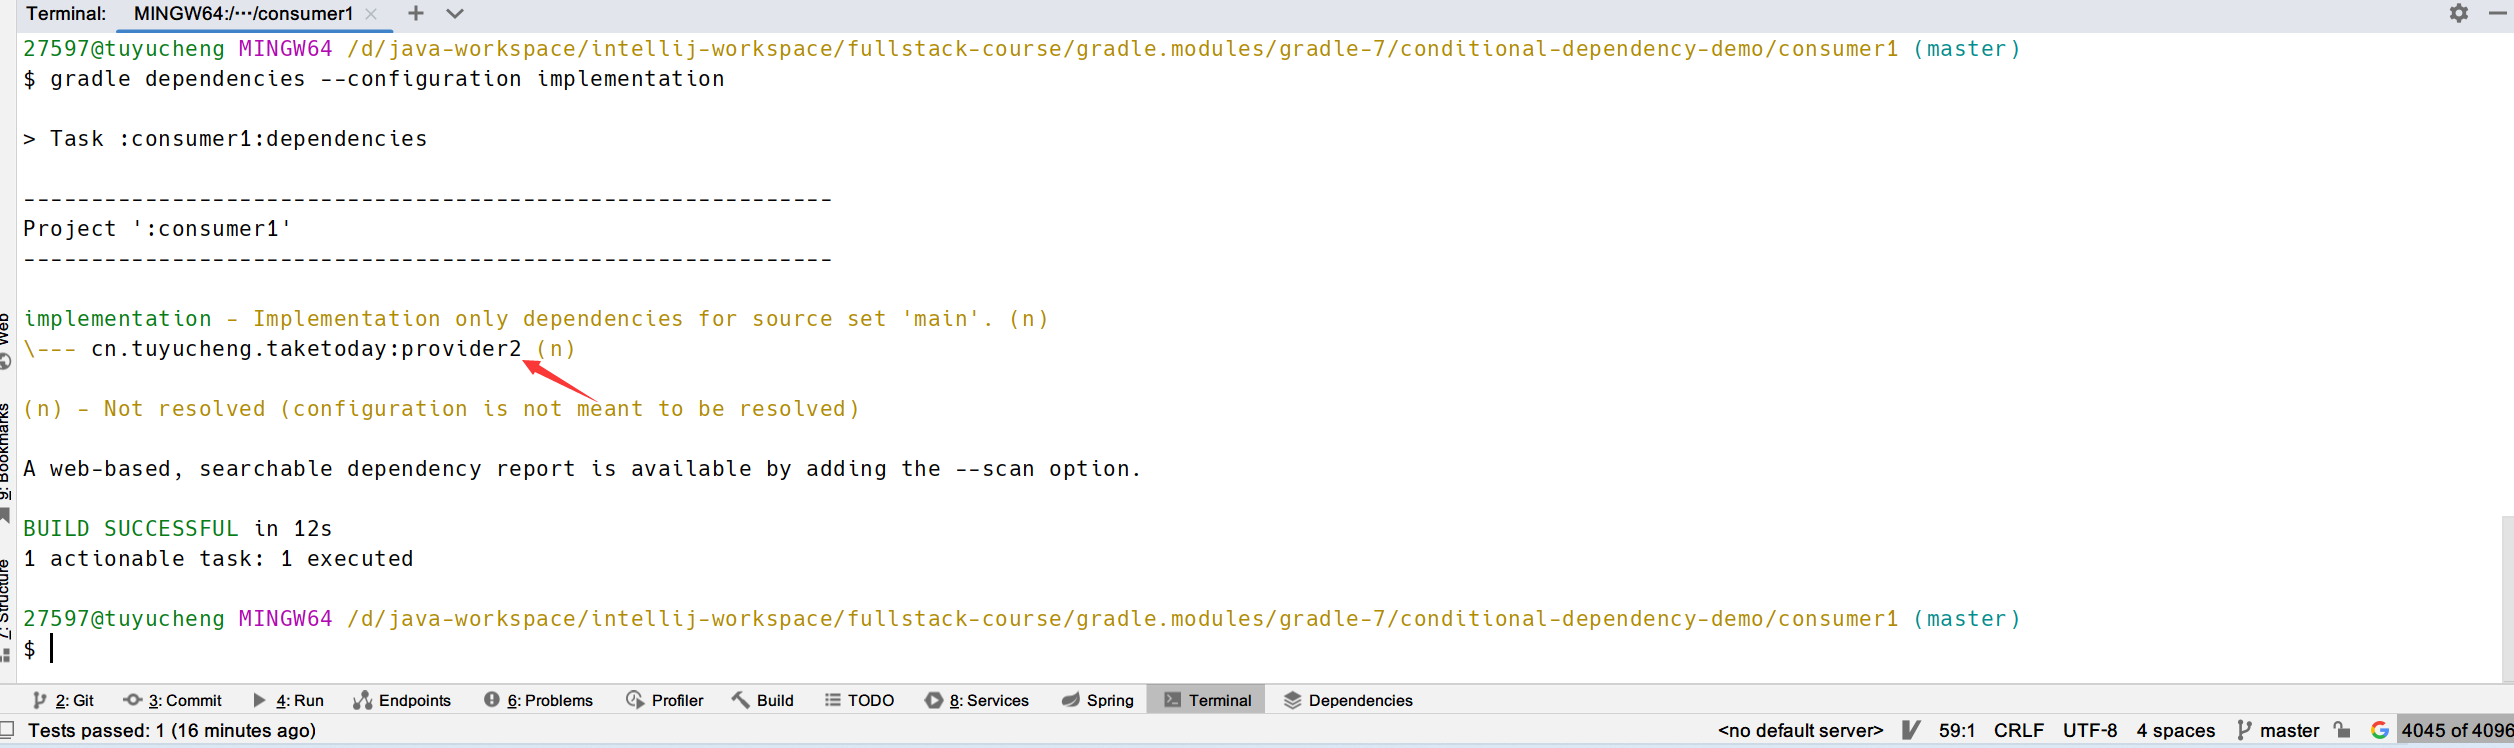 Terminal: MINGW64:/···/consumer1
27597@tuyucheng MINGW64 /d/java-workspace/intellij-workspace/fullstack-course/gradle.modules/gradle-7/conditional-dependency-demo/consumer1 (master)
$ gradle dependencies --configuration implementation
> Task :consumer1:dependencies
------------------------------------------------------------
Project ':consumer1'
------------------------------------------------------------
implementation - Implementation only dependencies for source set 'main'. (n)
\--- cn.tuyucheng.taketoday:provider2 (n)
(n) - Not resolved (configuration is not meant to be resolved)
A web-based, searchable dependency report is available by adding the --scan option.
BUILD SUCCESSFUL in 12s
1 actionable task: 1 executed
27597@tuyucheng MINGW64 /d/java-workspace/intellij-workspace/fullstack-course/gradle.modules/gradle-7/conditional-dependency-demo/consumer1 (master)
$
Web
9: Bookmarks
7: Structure
2: Git 3: Commit 4: Run Endpoints 6: Problems Profiler Build TODO 8: Services Spring Terminal Dependencies
Tests passed: 1 (16 minutes ago) <no default server> 59:1 CRLF UTF-8 4 spaces master 4045 of 4096